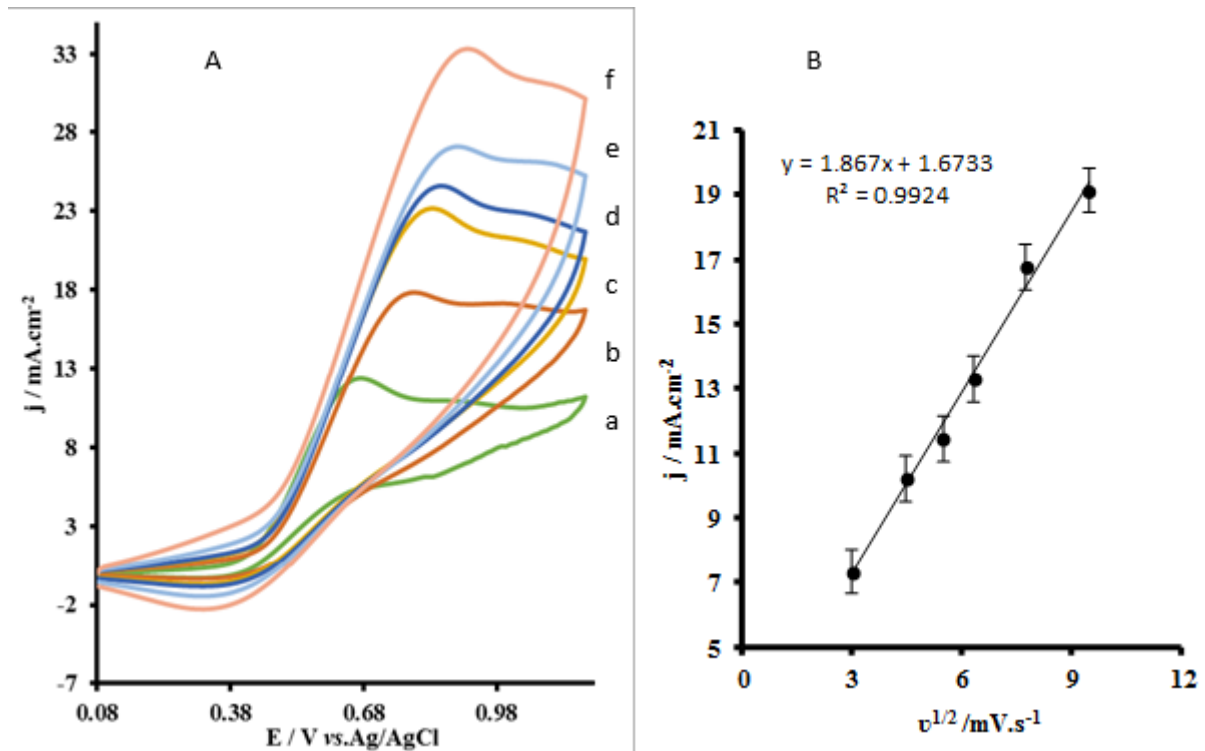 A
33
28
23
18
13
8
3
-2
-7
j / mA.cm-2
0.08 0.38 0.68 0.98
E / V vs.Ag/AgCl
f
e
d
c
b
a
B
21
19
17
15
13
11
9
7
5
j / mA.cm-2
y = 1.867x + 1.6733
R² = 0.9924
0 3 6 9 12
υ1/2 /mV.s-1